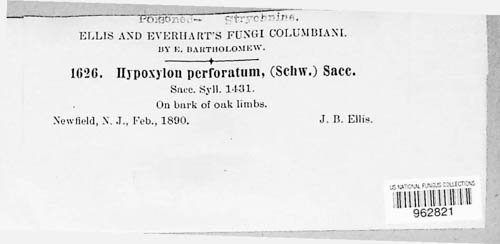 Poisoned— Strychnine.
ELLIS AND EVERHART'S FUNGI COLUMBIANI.
BY E. BARTHOLOMEW.
1626. Hypoxylon perforatum, (Schw.) Sacc.
Sacc. Syll. 1431.
On bark of oak limbs.
Newfield, N. J., Feb., 1890. J. B. Ellis.
US NATIONAL FUNGUS COLLECTIONS
962821